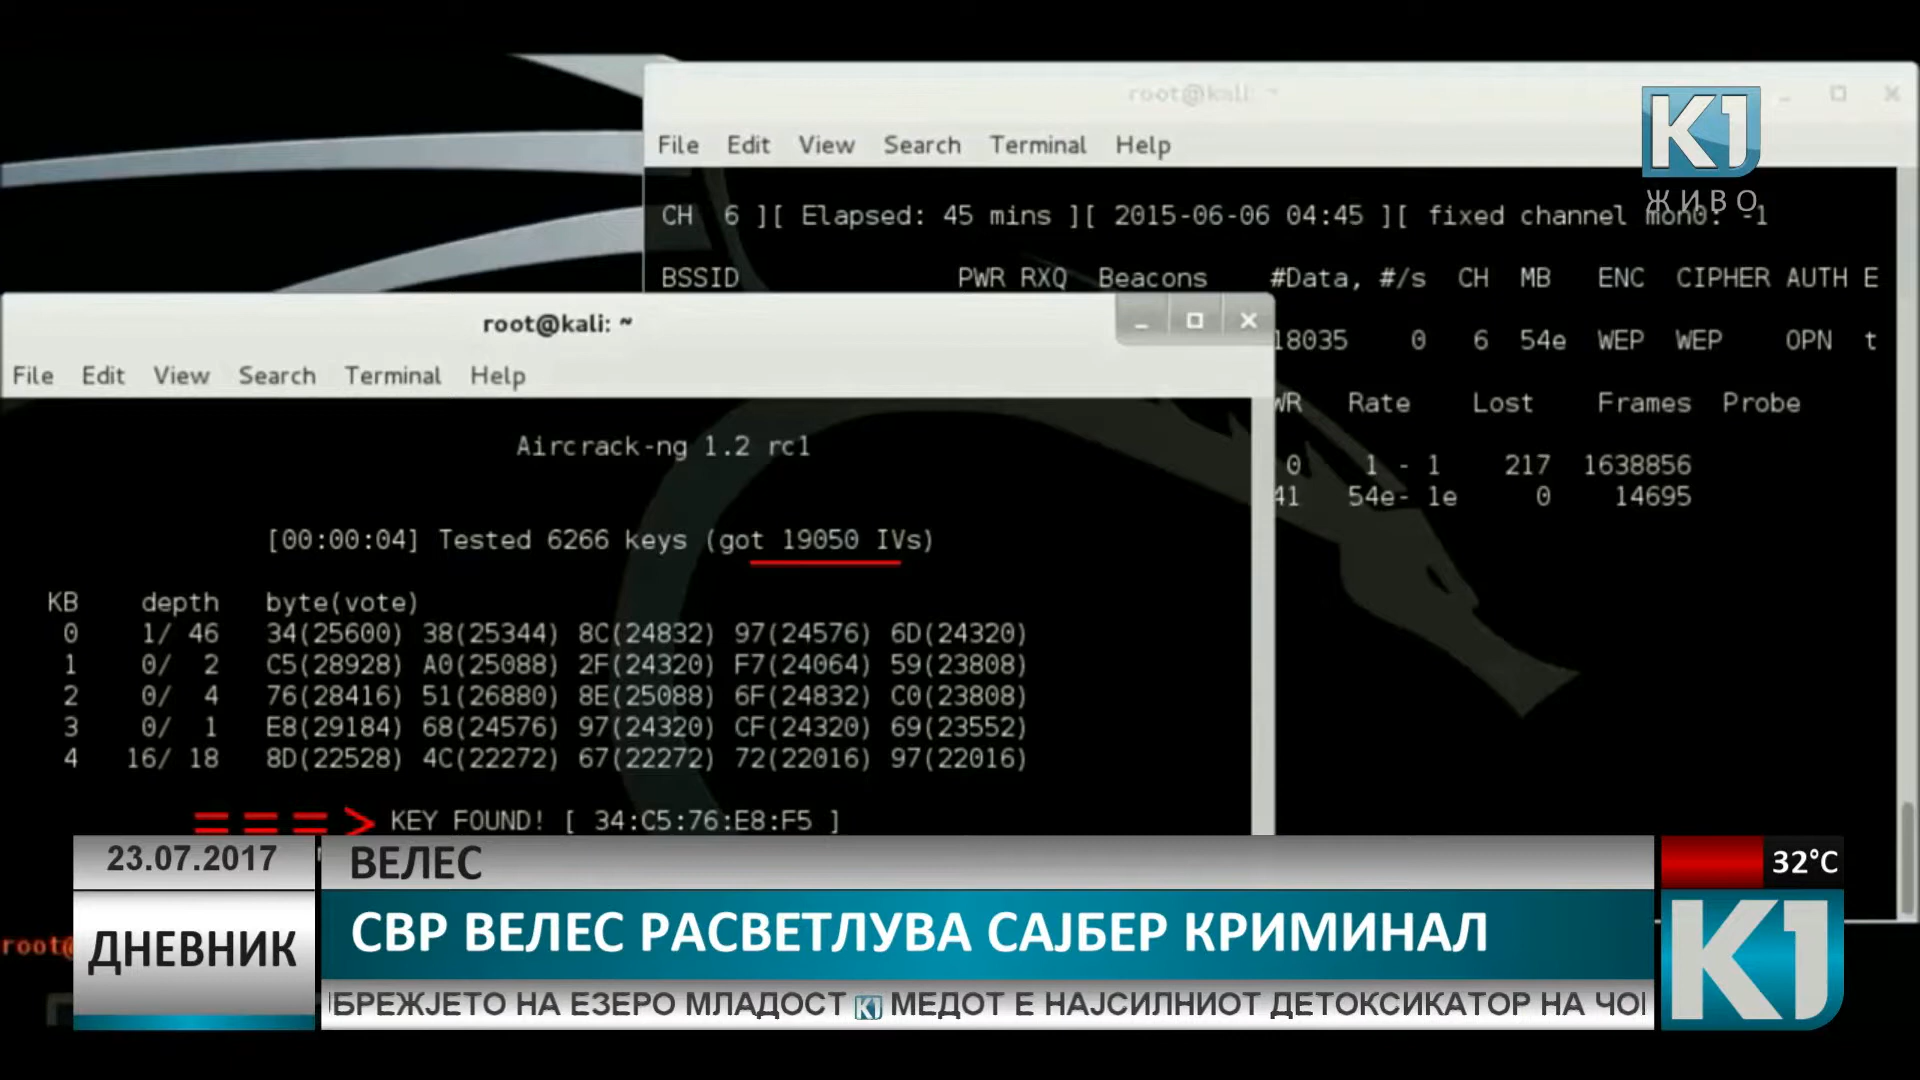 root@kali: ~
File Edit View Search Terminal Help
K1
ЖИВО
CH 6 ][ Elapsed: 45 mins ][ 2015-06-06 04:45 ][ fixed channel mon0: -1
BSSID PWR RXQ Beacons #Data, #/s CH MB ENC CIPHER AUTH E
18035 0 6 54e WEP WEP OPN t
WR Rate Lost Frames Probe
0 1 - 1 217 1638856
41 54e- 1e 0 14695
root@kali: ~
File Edit View Search Terminal Help
Aircrack-ng 1.2 rc1
[00:00:04] Tested 6266 keys (got 19050 IVs)
KB depth byte(vote)
0 1/ 46 34(25600) 38(25344) 8C(24832) 97(24576) 6D(24320)
1 0/ 2 C5(28928) A0(25088) 2F(24320) F7(24064) 59(23808)
2 0/ 4 76(28416) 51(26880) 8E(25088) 6F(24832) C0(23808)
3 0/ 1 E8(29184) 68(24576) 97(24320) CF(24320) 69(23552)
4 16/ 18 8D(22528) 4C(22272) 67(22272) 72(22016) 97(22016)
===> KEY FOUND! [ 34:C5:76:E8:F5 ]
23.07.2017
ВЕЛЕС
32°C
root@
ДНЕВНИК
СВР ВЕЛЕС РАСВЕТЛУВА САЈБЕР КРИМИНАЛ
K1
БРЕЖЈЕТО НА ЕЗЕРО МЛАДОСТ K1 МЕДОТ Е НАЈСИЛНИОТ ДЕТОКСИКАТОР НА ЧО